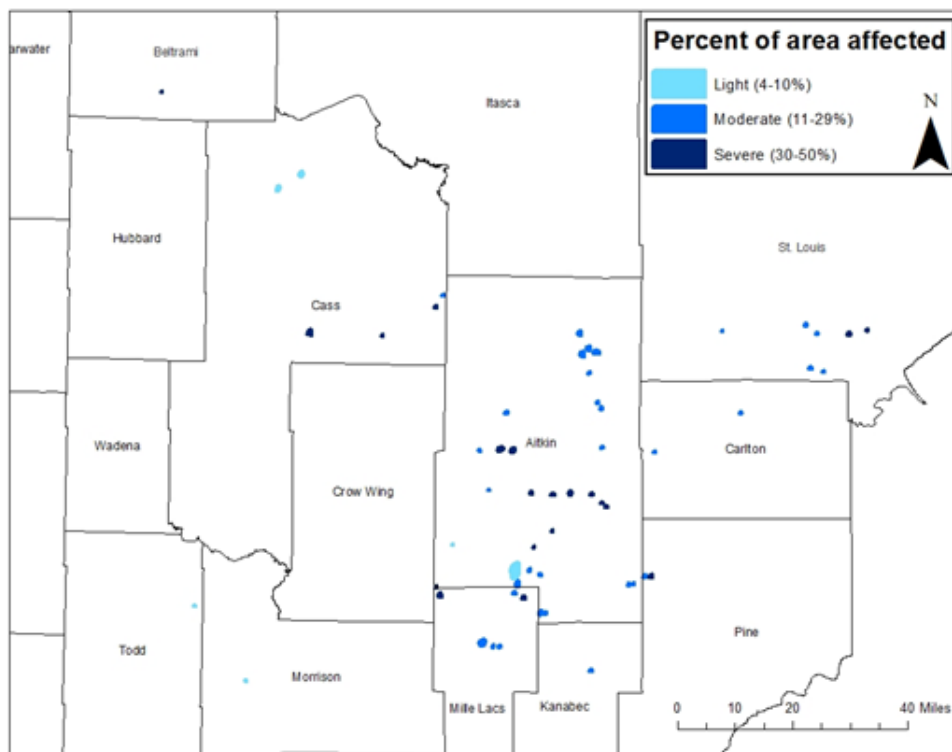 Percent of area affected
Light (4-10%)
Moderate (11-29%)
Severe (30-50%)
N
arwater
Beltrami
Itasca
Hubbard
St. Louis
Cass
Wadena
Aitkin
Carlton
Crow Wing
Todd
Morrison
Mille Lacs
Kanabec
Pine
0 10 20 40 Miles